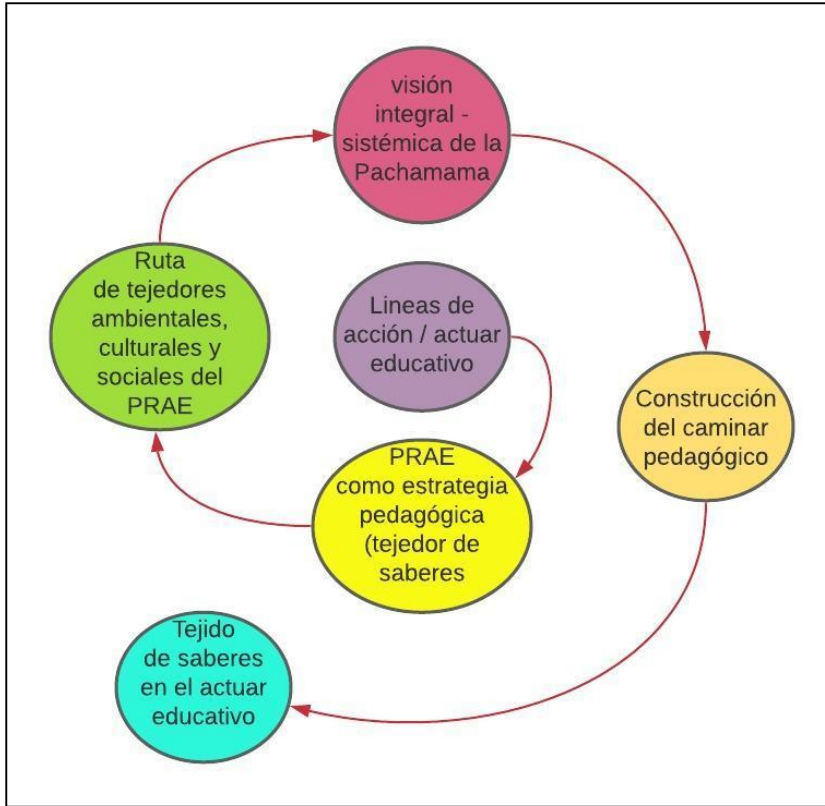 visión
integral -
sistémica de la
Pachamama
Ruta
de tejedores
ambientales,
culturales y
sociales del
PRAE
Lineas de
acción / actuar
educativo
Construcción
del caminar
pedagógico
PRAE
como estrategia
pedagógica
(tejedor de
saberes
Tejido
de saberes
en el actuar
educativo